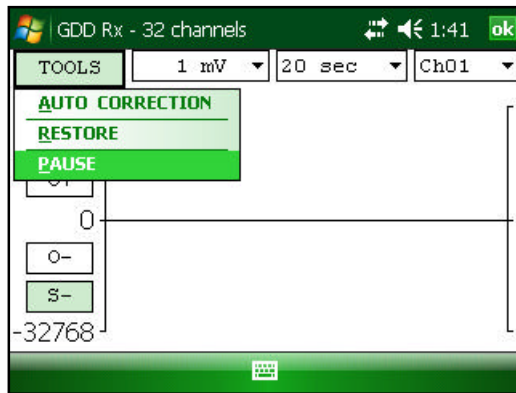 GDD Rx - 32 channels 1:41 ok
TOOLS 1 mV 20 sec Ch01
AUTO CORRECTION
RESTORE
PAUSE
0
O-
S-
-32768